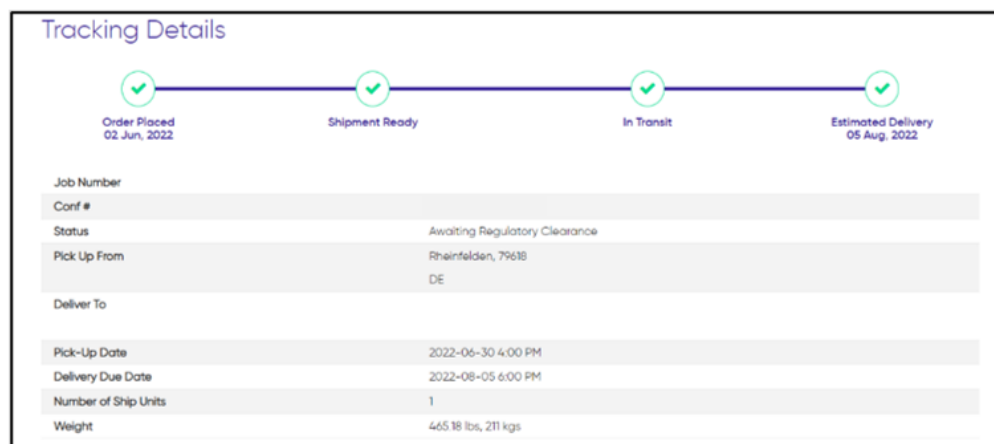 Tracking Details
Order Placed
02 Jun, 2022
Shipment Ready
In Transit
Estimated Delivery
05 Aug, 2022
Job Number
Conf #
Status Awaiting Regulatory Clearance
Pick Up From Rheinfelden, 79618
DE
Deliver To
Pick-Up Date 2022-06-30 4:00 PM
Delivery Due Date 2022-08-05 6:00 PM
Number of Ship Units 1
Weight 465.18 lbs, 211 kgs